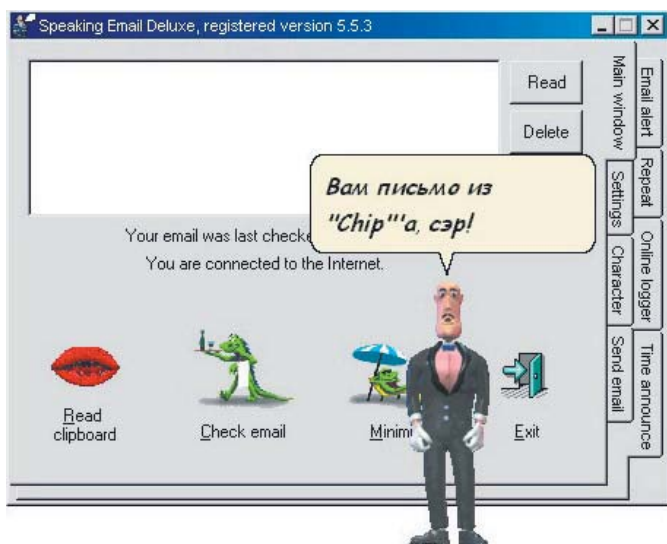 Speaking Email Deluxe, registered version 5.5.3
Read
Delete
Вам письмо из
"Chip"'а, сэр!
Your email was last checke
You are connected to the Internet.
Read
clipboard
Check email
Minim
Exit
Main window
Settings
Character
Send email
Email alert
Repeat
Online logger
Time announce